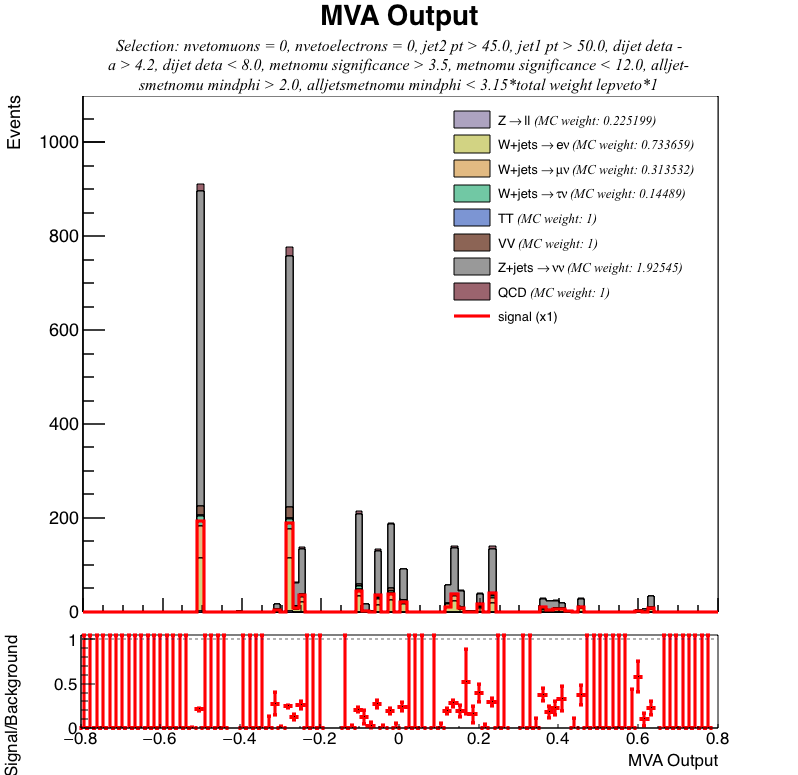 MVA Output
Selection: nvetomuons = 0, nvetoelectrons = 0, jet2 pt > 45.0, jet1 pt > 50.0, dijet deta -
a > 4.2, dijet deta < 8.0, metnomu significance > 3.5, metnomu significance < 12.0, alljet-
smetnomu mindphi > 2.0, alljetsmetnomu mindphi < 3.15*total weight lepveto*1
Events
1000
800
600
400
200
0
Z→ll (MC weight: 0.225199)
W+jets→eν (MC weight: 0.733659)
W+jets→μν (MC weight: 0.313532)
W+jets→τν (MC weight: 0.14489)
TT (MC weight: 1)
VV (MC weight: 1)
Z+jets→νν (MC weight: 1.92545)
QCD (MC weight: 1)
signal (x1)
Signal/Background
1
0.5
0
−0.8 −0.6 −0.4 −0.2 0 0.2 0.4 0.6 0.8
MVA Output